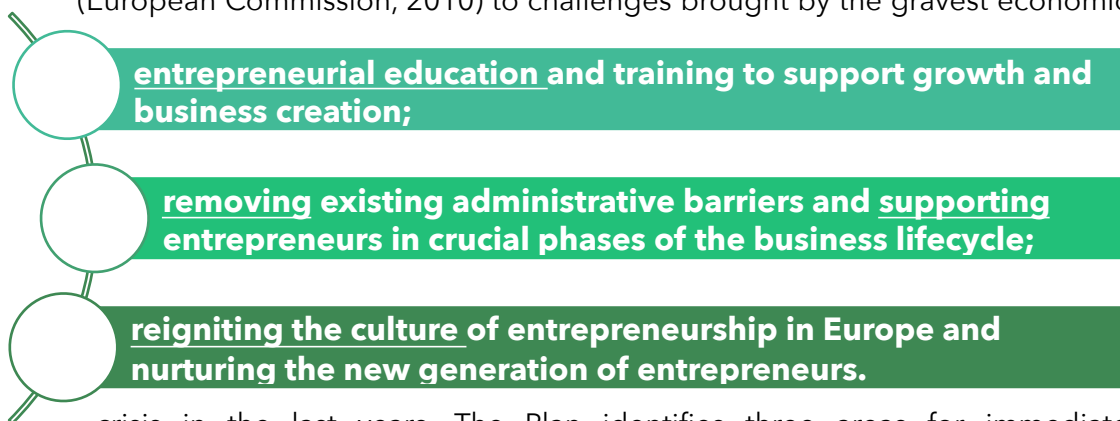 (European Commission, 2010) to challenges brought by the gravest economic
entrepreneurial education and training to support growth and
business creation;
removing existing administrative barriers and supporting
entrepreneurs in crucial phases of the business lifecycle;
reigniting the culture of entrepreneurship in Europe and
nurturing the new generation of entrepreneurs.
crisis in the last years. The Plan identifies three areas for immediate